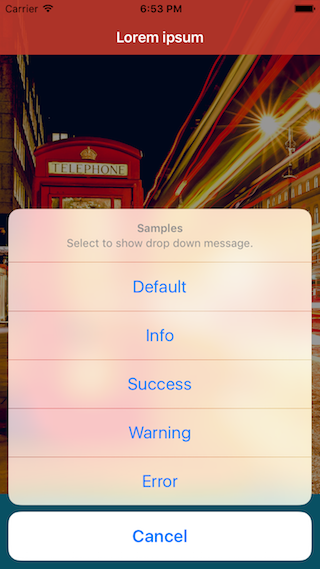 Carrier 6:53 PM
Lorem ipsum
TELEPHONE
Samples
Select to show drop down message.
Default
Info
Success
Warning
Error
Cancel